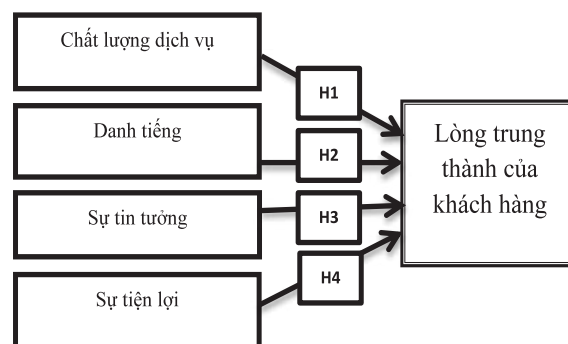 Chất lượng dịch vụ
H1
Danh tiếng
H2
Lòng trung
thành của
khách hàng
Sự tin tưởng
H3
H4
Sự tiện lợi